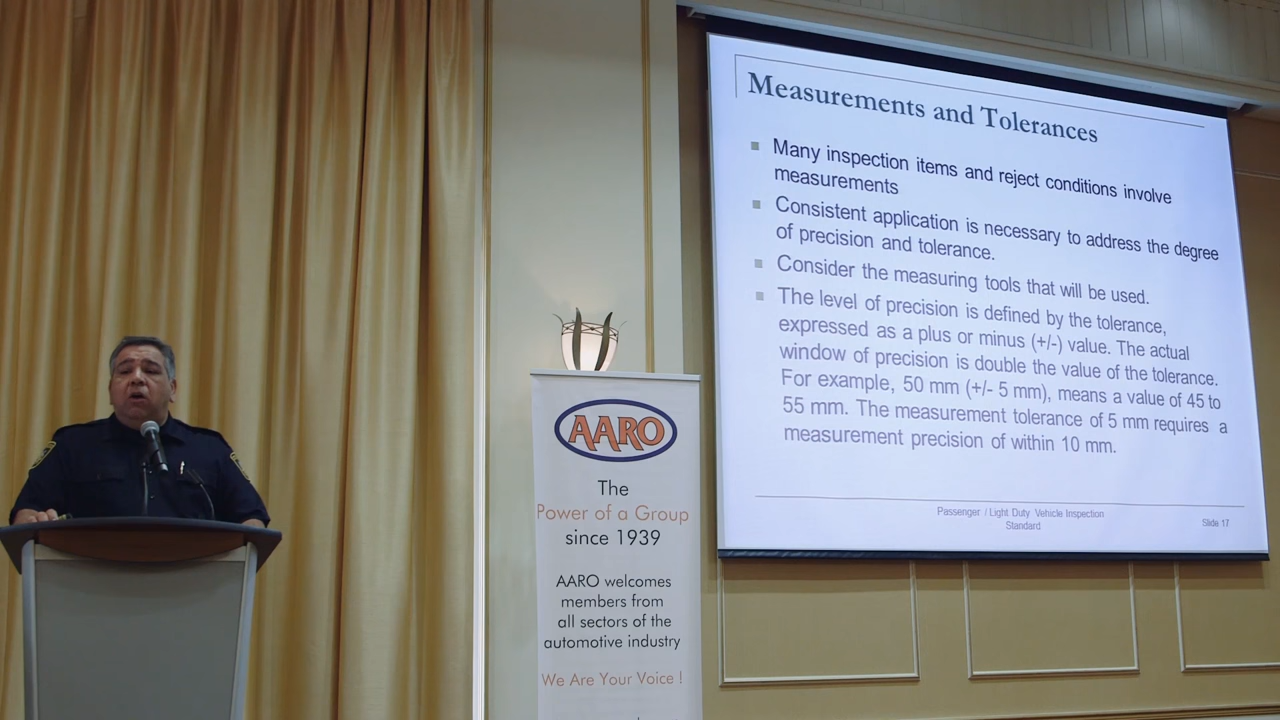 Measurements and Tolerances
Many inspection items and reject conditions involve
measurements
Consistent application is necessary to address the degree
of precision and tolerance.
Consider the measuring tools that will be used.
The level of precision is defined by the tolerance,
expressed as a plus or minus (+/-) value. The actual
window of precision is double the value of the tolerance.
For example, 50 mm (+/- 5 mm), means a value of 45 to
55 mm. The measurement tolerance of 5 mm requires a
measurement precision of within 10 mm.
Passenger / Light Duty Vehicle Inspection
Standard
Slide 17
AARO
The
Power of a Group
since 1939
AARO welcomes
members from
all sectors of the
automotive industry
We Are Your Voice !